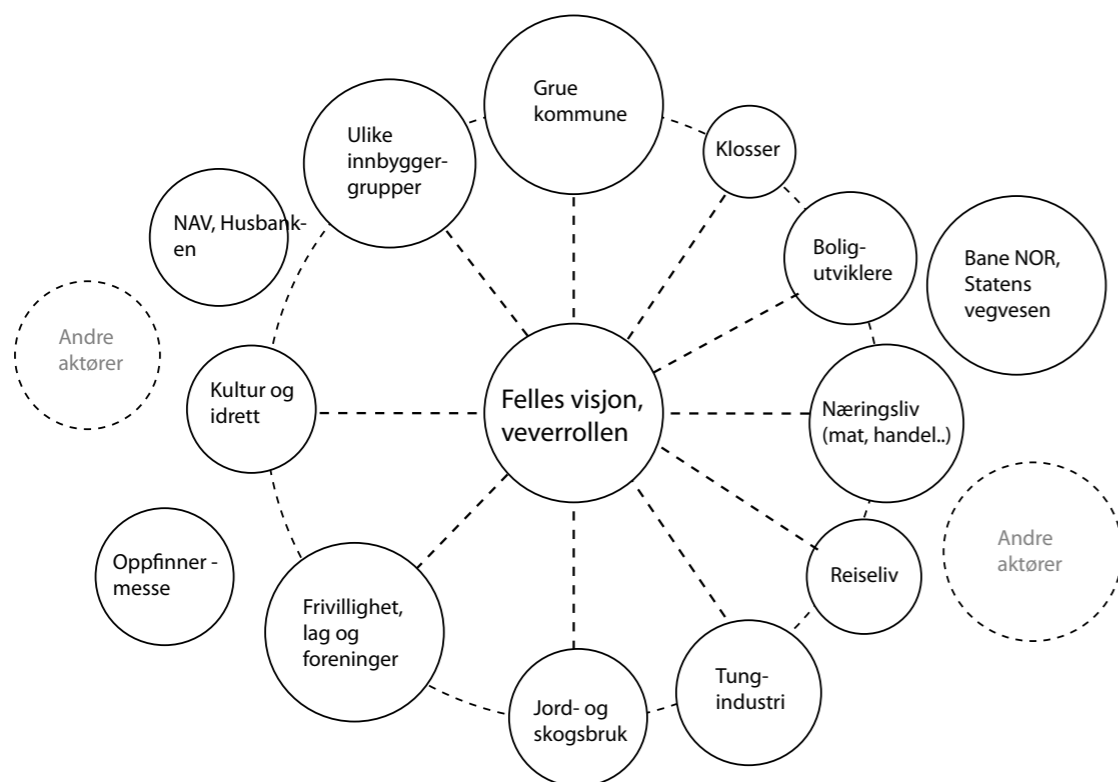 Grue
kommune
Klosser
Ulike
innbygger-
grupper
NAV, Husbank-
en
Bolig-
utviklere
Bane NOR,
Statens
vegvesen
Andre
aktører
Kultur og
idrett
Felles visjon,
veverrollen
Næringsliv
(mat, handel..)
Oppfinner -
messe
Frivillighet,
lag og
foreninger
Jord- og
skogsbruk
Tung-
industri
Reiseliv
Andre
aktører